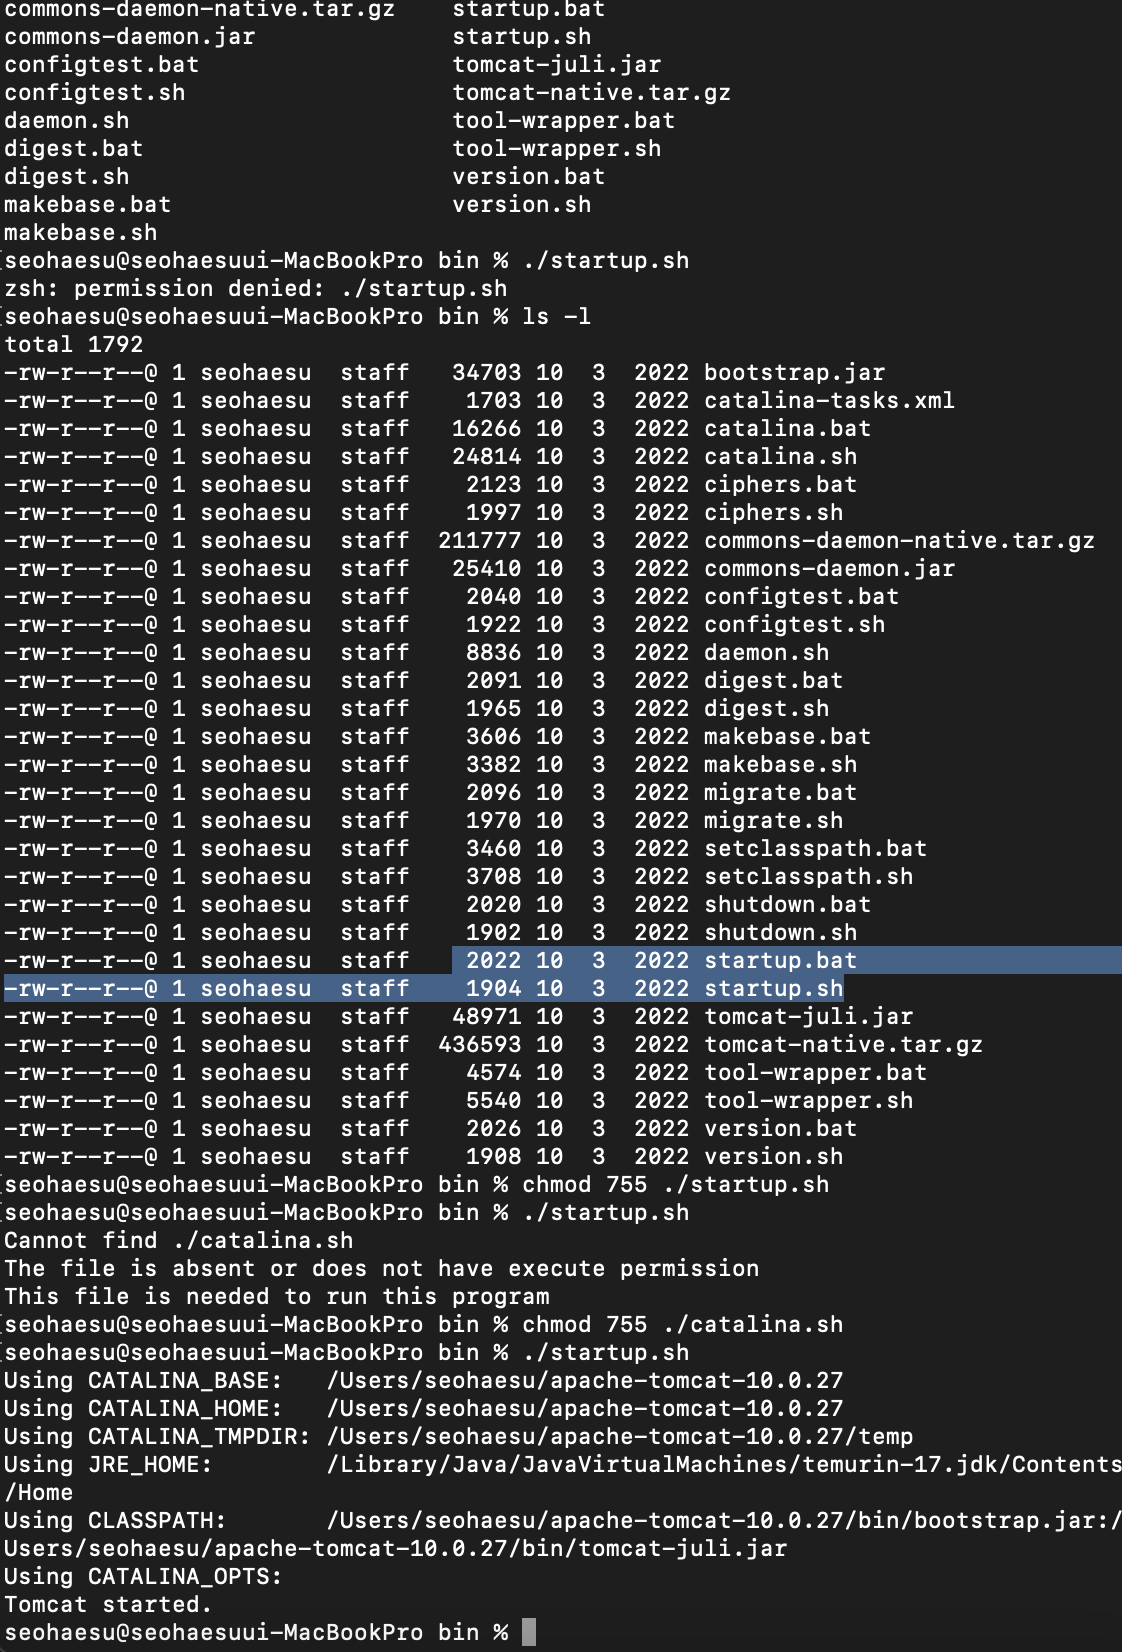 commons-daemon-native.tar.gz    startup.bat
commons-daemon.jar              startup.sh
configtest.bat                  tomcat-juli.jar
configtest.sh                   tomcat-native.tar.gz
daemon.sh                       tool-wrapper.bat
digest.bat                      tool-wrapper.sh
digest.sh                       version.bat
makebase.bat                    version.sh
makebase.sh
[seohaesu@seohaesuui-MacBookPro bin % ./startup.sh
zsh: permission denied: ./startup.sh
[seohaesu@seohaesuui-MacBookPro bin % ls -l
total 1792
-rw-r--r--@ 1 seohaesu  staff   34703 10  3  2022 bootstrap.jar
-rw-r--r--@ 1 seohaesu  staff    1703 10  3  2022 catalina-tasks.xml
-rw-r--r--@ 1 seohaesu  staff   16266 10  3  2022 catalina.bat
-rw-r--r--@ 1 seohaesu  staff   24814 10  3  2022 catalina.sh
-rw-r--r--@ 1 seohaesu  staff    2123 10  3  2022 ciphers.bat
-rw-r--r--@ 1 seohaesu  staff    1997 10  3  2022 ciphers.sh
-rw-r--r--@ 1 seohaesu  staff  211777 10  3  2022 commons-daemon-native.tar.gz
-rw-r--r--@ 1 seohaesu  staff   25410 10  3  2022 commons-daemon.jar
-rw-r--r--@ 1 seohaesu  staff    2040 10  3  2022 configtest.bat
-rw-r--r--@ 1 seohaesu  staff    1922 10  3  2022 configtest.sh
-rw-r--r--@ 1 seohaesu  staff    8836 10  3  2022 daemon.sh
-rw-r--r--@ 1 seohaesu  staff    2091 10  3  2022 digest.bat
-rw-r--r--@ 1 seohaesu  staff    1965 10  3  2022 digest.sh
-rw-r--r--@ 1 seohaesu  staff    3606 10  3  2022 makebase.bat
-rw-r--r--@ 1 seohaesu  staff    3382 10  3  2022 makebase.sh
-rw-r--r--@ 1 seohaesu  staff    2096 10  3  2022 migrate.bat
-rw-r--r--@ 1 seohaesu  staff    1970 10  3  2022 migrate.sh
-rw-r--r--@ 1 seohaesu  staff    3460 10  3  2022 setclasspath.bat
-rw-r--r--@ 1 seohaesu  staff    3708 10  3  2022 setclasspath.sh
-rw-r--r--@ 1 seohaesu  staff    2020 10  3  2022 shutdown.bat
-rw-r--r--@ 1 seohaesu  staff    1902 10  3  2022 shutdown.sh
-rw-r--r--@ 1 seohaesu  staff    2022 10  3  2022 startup.bat
-rw-r--r--@ 1 seohaesu  staff    1904 10  3  2022 startup.sh
-rw-r--r--@ 1 seohaesu  staff   48971 10  3  2022 tomcat-juli.jar
-rw-r--r--@ 1 seohaesu  staff  436593 10  3  2022 tomcat-native.tar.gz
-rw-r--r--@ 1 seohaesu  staff    4574 10  3  2022 tool-wrapper.bat
-rw-r--r--@ 1 seohaesu  staff    5540 10  3  2022 tool-wrapper.sh
-rw-r--r--@ 1 seohaesu  staff    2026 10  3  2022 version.bat
-rw-r--r--@ 1 seohaesu  staff    1908 10  3  2022 version.sh
[seohaesu@seohaesuui-MacBookPro bin % chmod 755 ./startup.sh
[seohaesu@seohaesuui-MacBookPro bin % ./startup.sh
Cannot find ./catalina.sh
The file is absent or does not have execute permission
This file is needed to run this program
[seohaesu@seohaesuui-MacBookPro bin % chmod 755 ./catalina.sh
[seohaesu@seohaesuui-MacBookPro bin % ./startup.sh
Using CATALINA_BASE:   /Users/seohaesu/apache-tomcat-10.0.27
Using CATALINA_HOME:   /Users/seohaesu/apache-tomcat-10.0.27
Using CATALINA_TMPDIR: /Users/seohaesu/apache-tomcat-10.0.27/temp
Using JRE_HOME:        /Library/Java/JavaVirtualMachines/temurin-17.jdk/Contents
/Home
Using CLASSPATH:       /Users/seohaesu/apache-tomcat-10.0.27/bin/bootstrap.jar:/
Users/seohaesu/apache-tomcat-10.0.27/bin/tomcat-juli.jar
Using CATALINA_OPTS:
Tomcat started.
seohaesu@seohaesuui-MacBookPro bin %